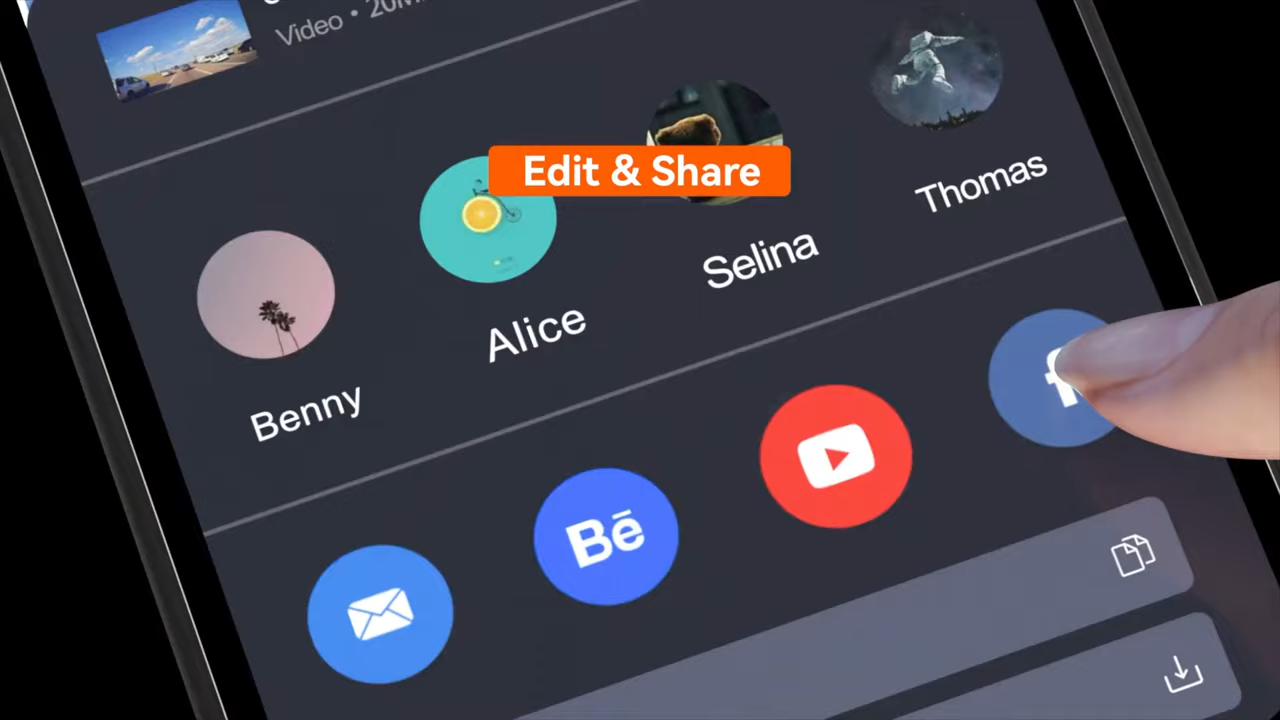 Video •
Edit & Share
Thomas
Selina
Alice
Benny
f
Bē